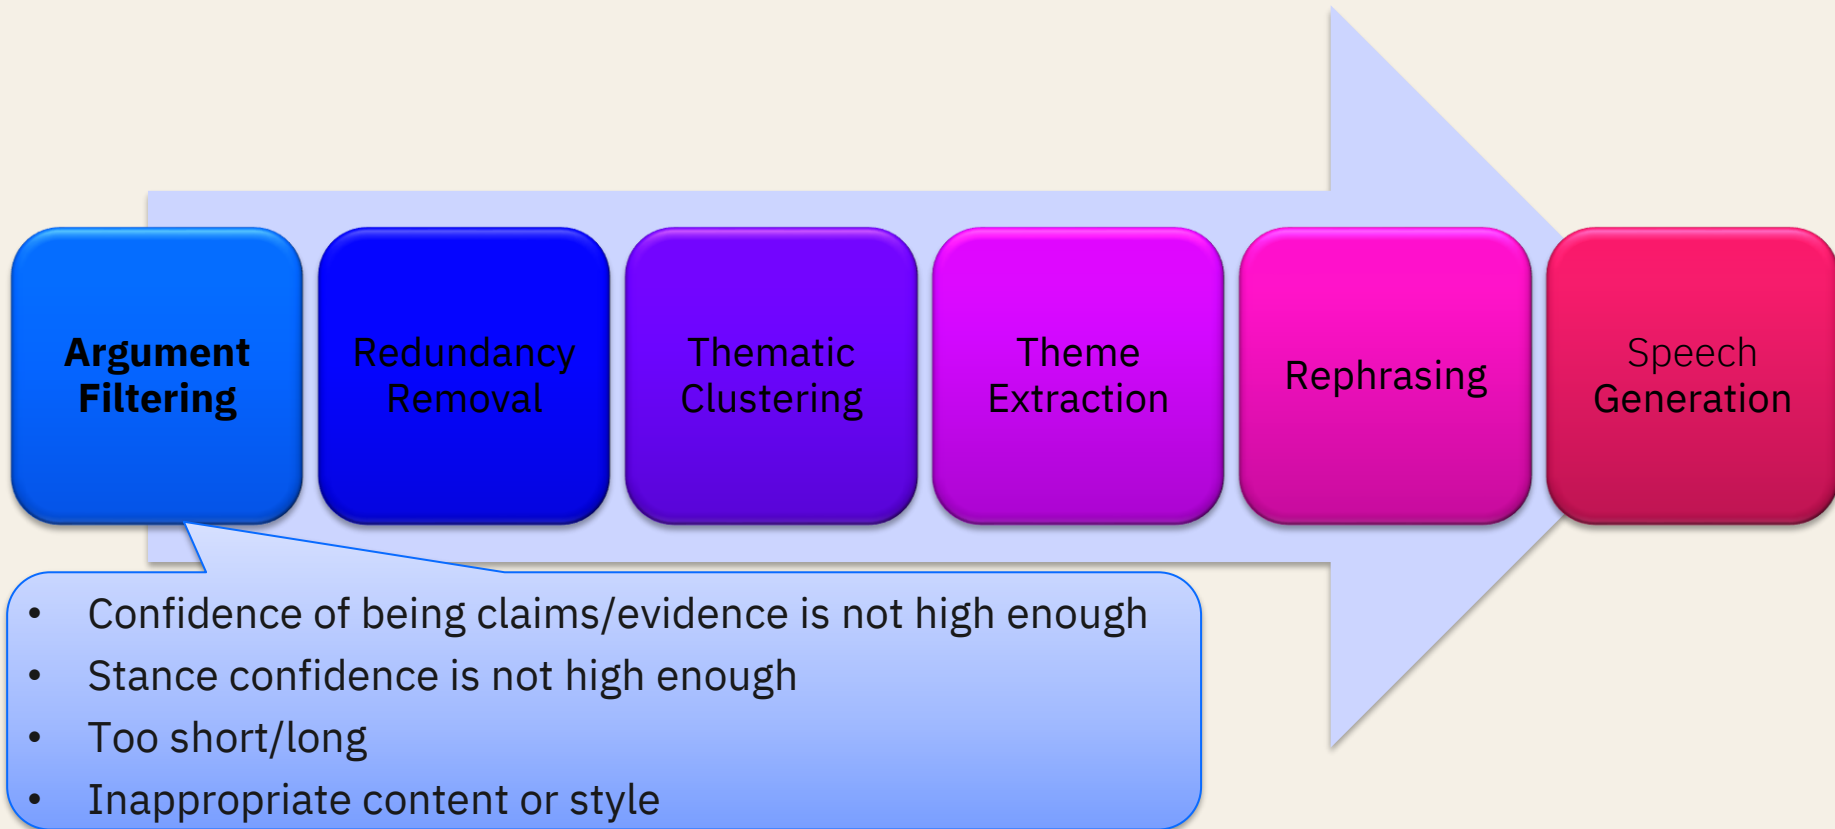 Argument
Filtering
Redundancy
Removal
Thematic
Clustering
Theme
Extraction
Rephrasing
Speech
Generation
• Confidence of being claims/evidence is not high enough
• Stance confidence is not high enough
• Too short/long
• Inappropriate content or style